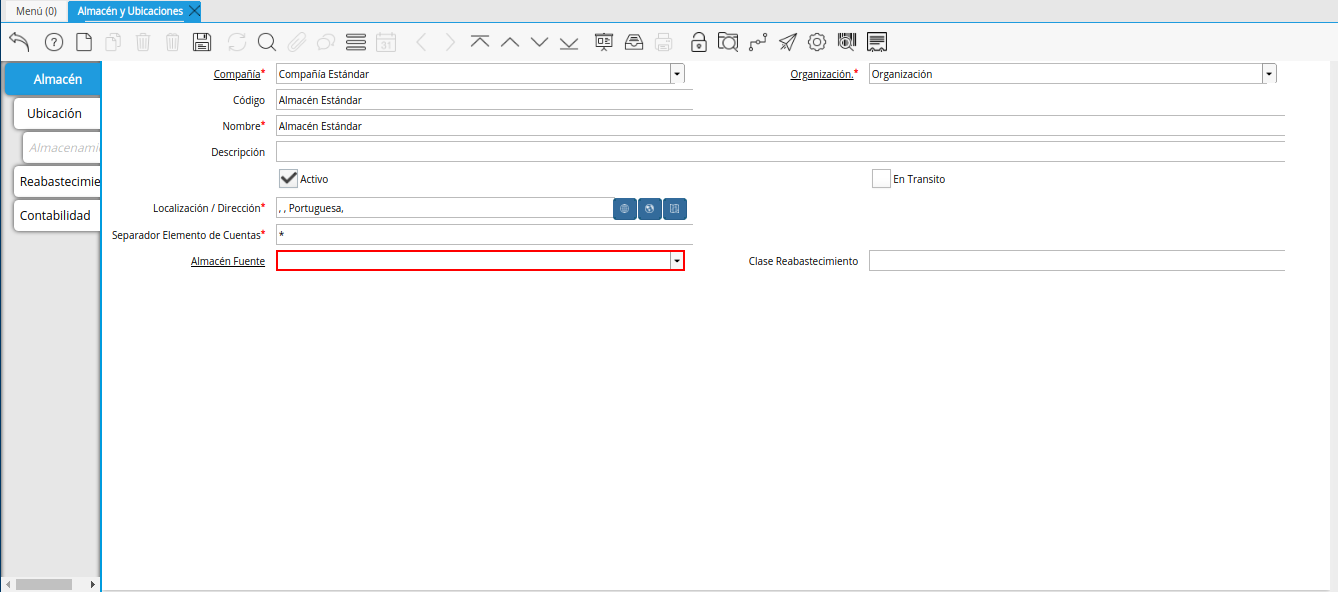 Menú (0)
Almacén y Ubicaciones
31
Almacén
Ubicación
Almacenami
Reabastecimie
Contabilidad
Compañía* Compañía Estándar
Organización.* Organización
Código Almacén Estándar
Nombre* Almacén Estándar
Descripción
Activo
En Transito
Localización / Dirección* , , Portuguesa,
Separador Elemento de Cuentas* *
Almacén Fuente
Clase Reabastecimiento